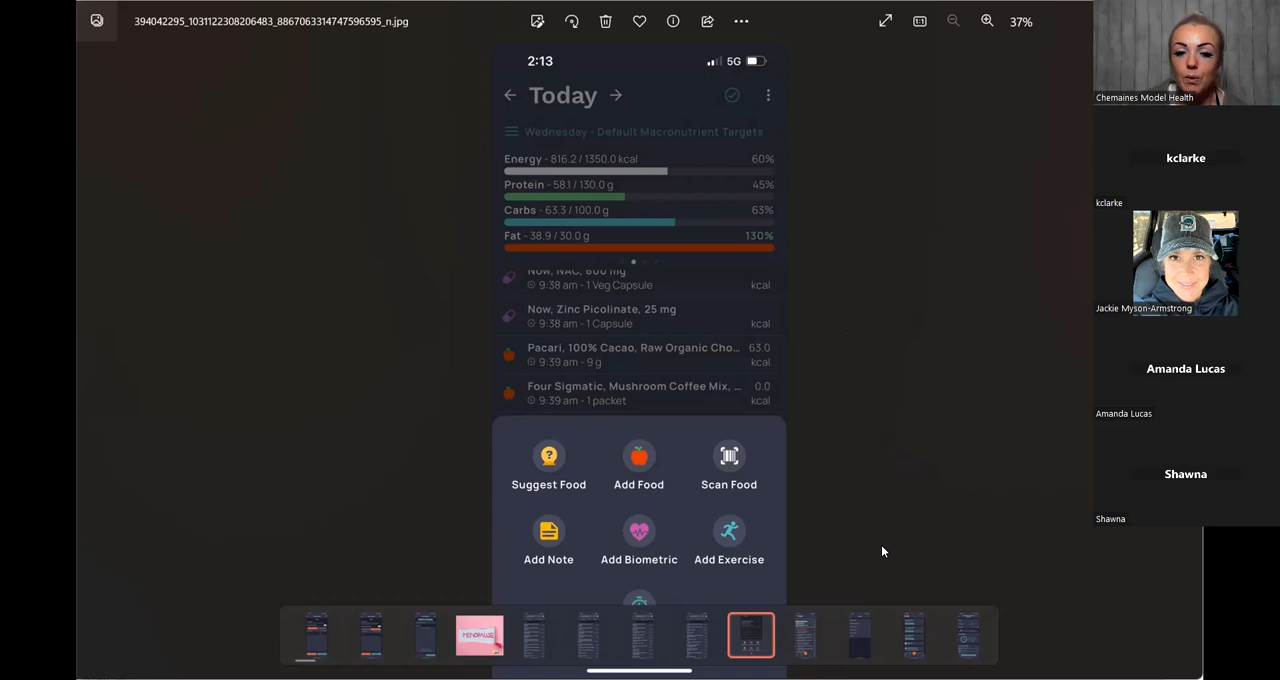 394042295_1031122308206483_8867063314747596595_n.jpg
37%
2:13
5G
Today
Wednesday - Default Macronutrient Targets
Energy - 816.2 / 1350.0 kcal 60%
Protein - 58.1 / 130.0 g 45%
Carbs - 63.3 / 100.0 g 63%
Fat - 38.9 / 30.0 g 130%
Now, NAC, 600 mg
9:38 am - 1 Veg Capsule kcal
Now, Zinc Picolinate, 25 mg
9:38 am - 1 Capsule kcal
Pacari, 100% Cacao, Raw Organic Cho... 63.0
9:39 am - 9 g kcal
Four Sigmatic, Mushroom Coffee Mix, ... 0.0
9:39 am - 1 packet kcal
Suggest Food Add Food Scan Food
Add Note Add Biometric Add Exercise
MENOPAUSE
Chemaines Model Health
kclarke
kclarke
Jackie Myson-Armstrong
Amanda Lucas
Amanda Lucas
Shawna
Shawna